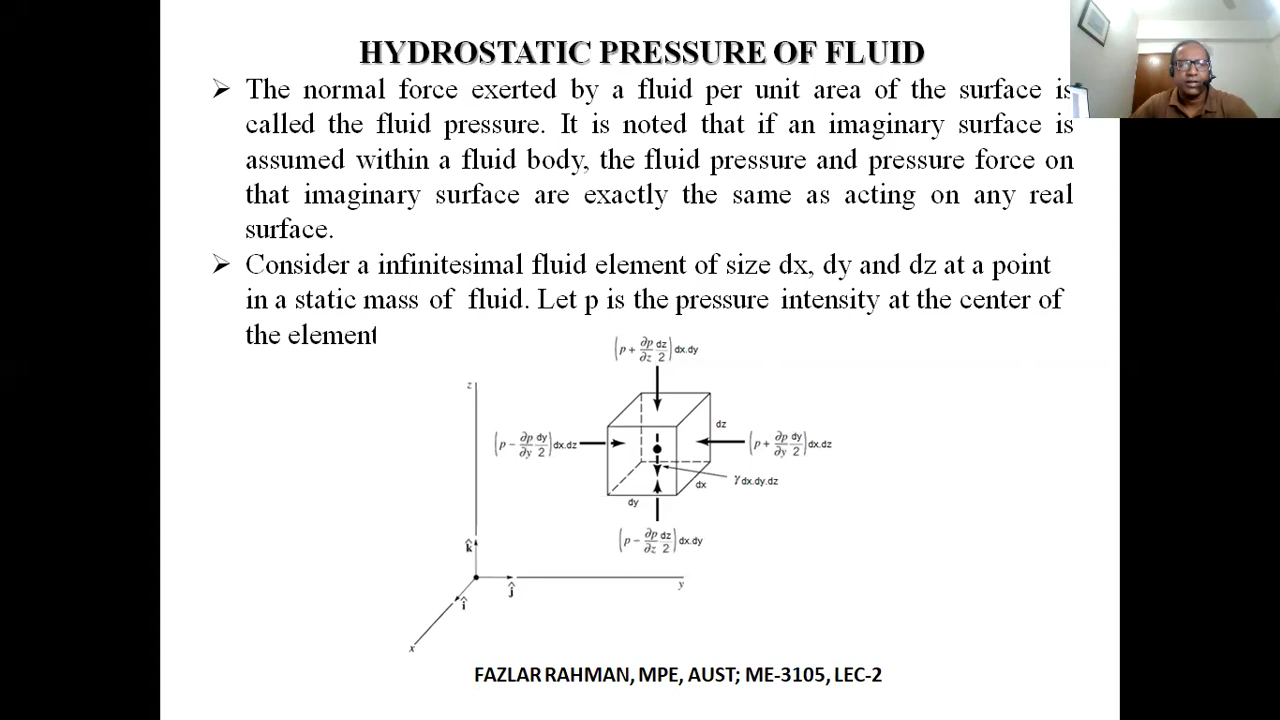 HYDROSTATIC PRESSURE OF FLUID
➢ The normal force exerted by a fluid per unit area of the surface is
called the fluid pressure. It is noted that if an imaginary surface is
assumed within a fluid body, the fluid pressure and pressure force on
that imaginary surface are exactly the same as acting on any real
surface.
➢ Consider a infinitesimal fluid element of size dx, dy and dz at a point
in a static mass of fluid. Let p is the pressure intensity at the center of
the element
(p + ∂p/∂z dz/2) dx.dy
z
dz
(p − ∂p/∂y dy/2) dx.dz
(p + ∂p/∂y dy/2) dx.dz
dx
γ dx.dy.dz
dy
(p − ∂p/∂z dz/2) dx.dy
k̂
ĵ
y
î
x
FAZLAR RAHMAN, MPE, AUST; ME-3105, LEC-2